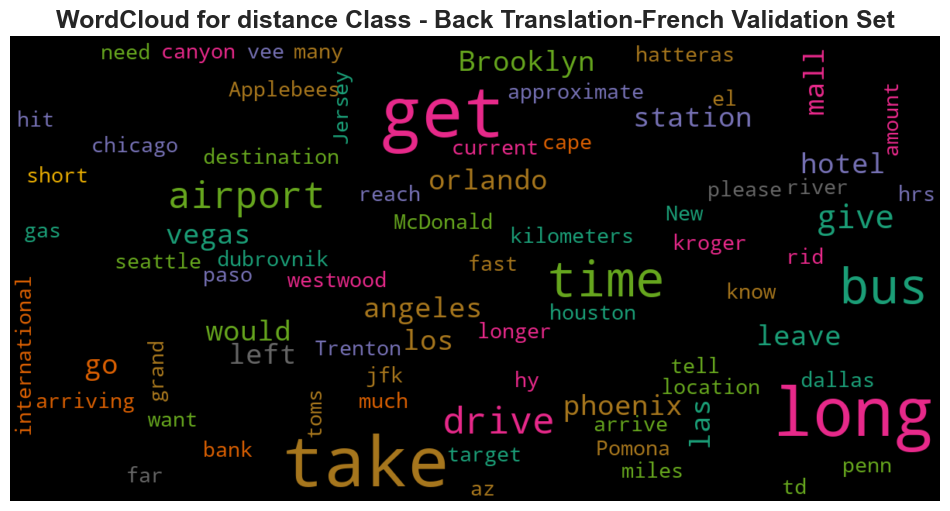 WordCloud for distance Class - Back Translation-French Validation Set
need
canyon
vee
many
hatteras
Brooklyn
Applebees
Jersey
get
approximate
el
mall
amount
hit
station
chicago
current
cape
destination
hotel
short
airport
reach
orlando
please
river
hrs
McDonald
New
give
gas
vegas
kilometers
kroger
seattle
dubrovnik
paso
westwood
fast
time
rid
know
bus
international
angeles
houston
would
left
Trenton
los
longer
leave
go
grand
jfk
hy
tell
location
dallas
arriving
toms
much
want
drive
phoenix
arrive
las
long
bank
take
target
Pomona
miles
penn
far
az
td